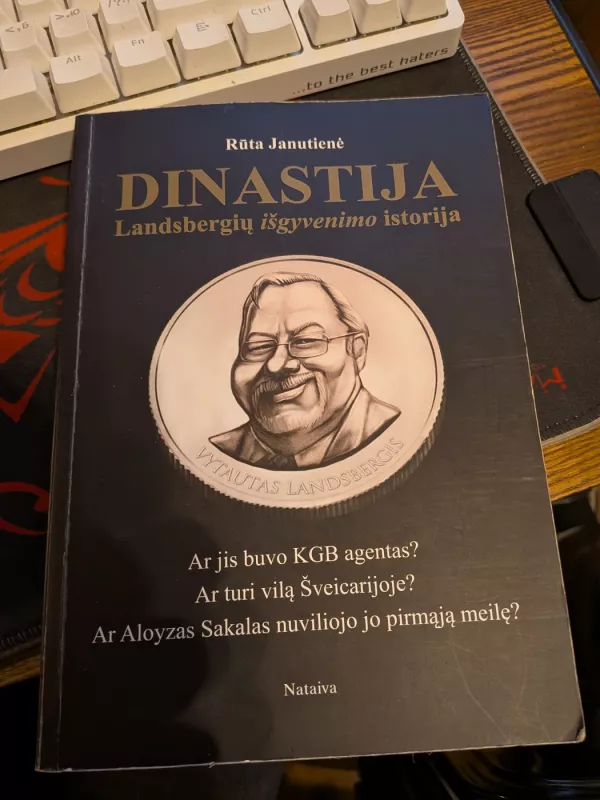 Alt
Fn
Ctrl
...to the best haters
Rūta Janutienė
DINASTIJA
Landsbergių išgyvenimo istorija
VYTAUTAS LANDSBERGIS
Ar jis buvo KGB agentas?
Ar turi vilą Šveicarijoje?
Ar Aloyzas Sakalas nuviliojo jo pirmąją meilę?
Nataiva